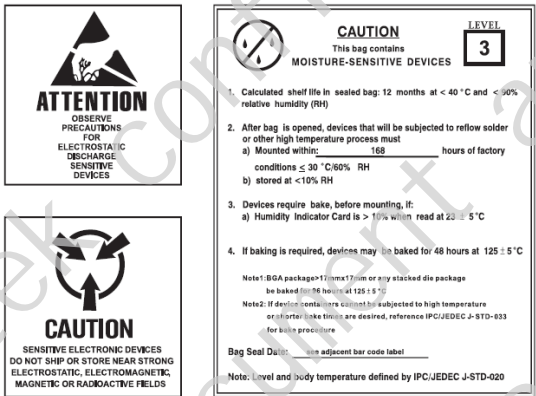 ATTENTION
OBSERVE
PRECAUTIONS
FOR
ELECTROSTATIC
DISCHARGE
SENSITIVE
DEVICES
CAUTION
SENSITIVE ELECTRONIC DEVICES
DO NOT SHIP OR STORE NEAR STRONG
ELECTROSTATIC, ELECTROMAGNETIC,
MAGNETIC OR RADIOACTIVE FIELDS
CAUTION
This bag contains
MOISTURE-SENSITIVE DEVICES
LEVEL
3
1. Calculated shelf life in sealed bag: 12 months at < 40 °C and < 90%
relative humidity (RH)
2. After bag is opened, devices that will be subjected to reflow solder
or other high temperature process must
a) Mounted within: 168 hours of factory
conditions ≤ 30 °C/60% RH
b) stored at <10% RH
3. Devices require bake, before mounting, if:
a) Humidity Indicator Card is > 10% when read at 23 ± 5 °C
4. If baking is required, devices may be baked for 48 hours at 125 ± 5 °C
Note1:BGA package>17mmx17mm or any stacked die package
be baked for 96 hours at 125 ± 5 °C
Note2: If device containers cannot be subjected to high temperature
or shorter bake times are desired, reference IPC/JEDEC J-STD-033
for bake procedure
Bag Seal Date: see adjacent bar code label
Note: Level and body temperature defined by IPC/JEDEC J-STD-020